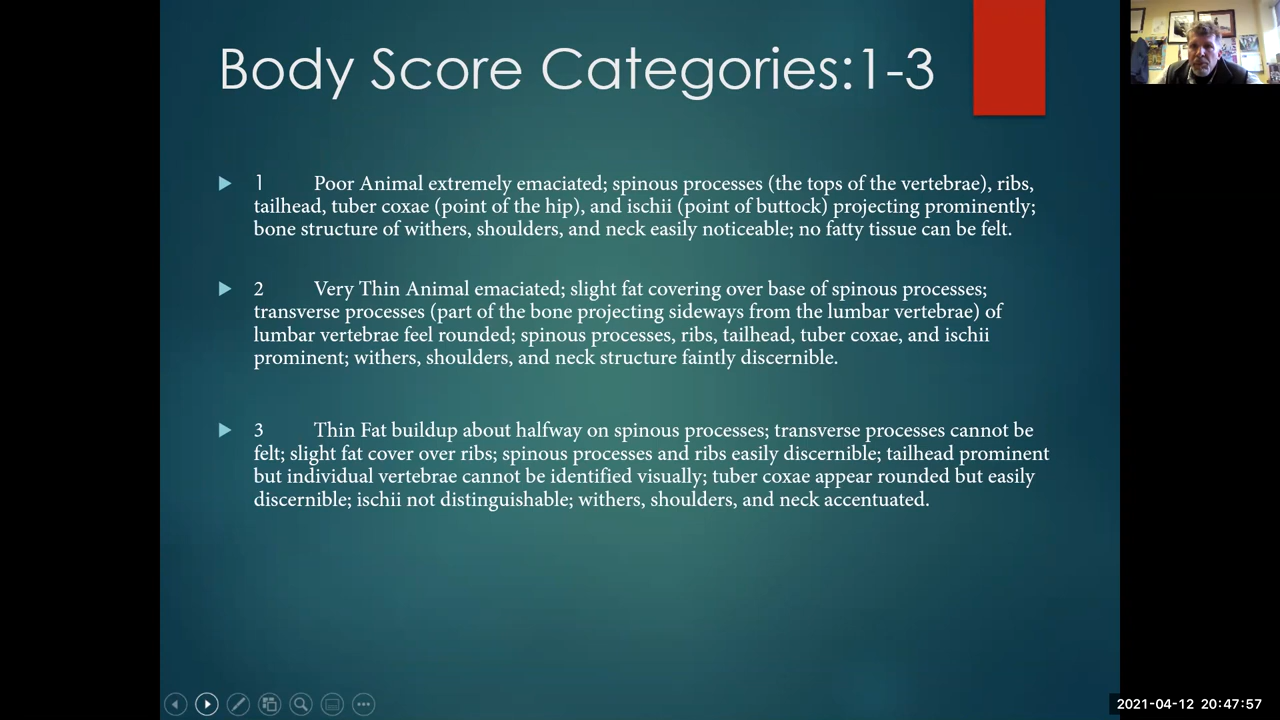 Body Score Categories:1-3
1 Poor Animal extremely emaciated; spinous processes (the tops of the vertebrae), ribs,
tailhead, tuber coxae (point of the hip), and ischii (point of buttock) projecting prominently;
bone structure of withers, shoulders, and neck easily noticeable; no fatty tissue can be felt.
2 Very Thin Animal emaciated; slight fat covering over base of spinous processes;
transverse processes (part of the bone projecting sideways from the lumbar vertebrae) of
lumbar vertebrae feel rounded; spinous processes, ribs, tailhead, tuber coxae, and ischii
prominent; withers, shoulders, and neck structure faintly discernible.
3 Thin Fat buildup about halfway on spinous processes; transverse processes cannot be
felt; slight fat cover over ribs; spinous processes and ribs easily discernible; tailhead prominent
but individual vertebrae cannot be identified visually; tuber coxae appear rounded but easily
discernible; ischii not distinguishable; withers, shoulders, and neck accentuated.
2021-04-12 20:47:57